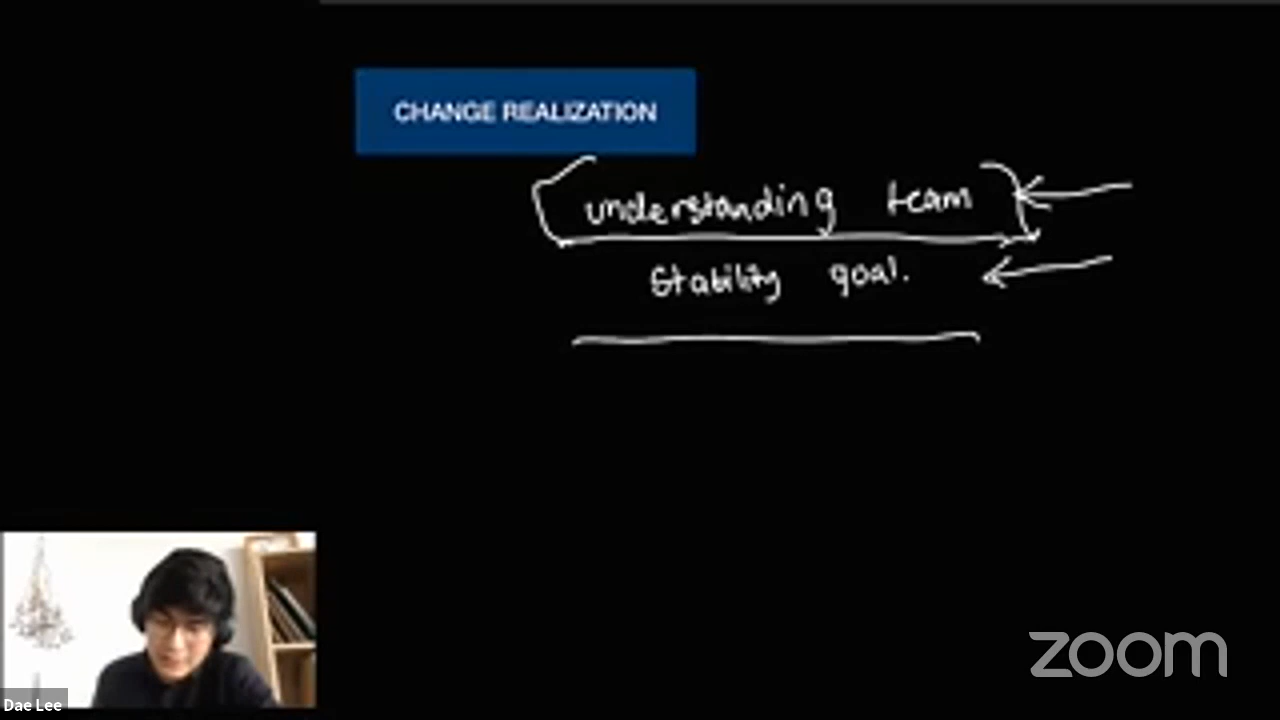 CHANGE REALIZATION
understanding team
Stability goal.
Dae Lee
zoom